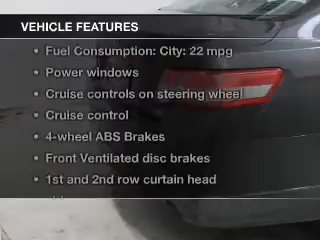 VEHICLE FEATURES
• Fuel Consumption: City: 22 mpg
• Power windows
• Cruise controls on steering wheel
• Cruise control
• 4-wheel ABS Brakes
• Front Ventilated disc brakes
• 1st and 2nd row curtain head